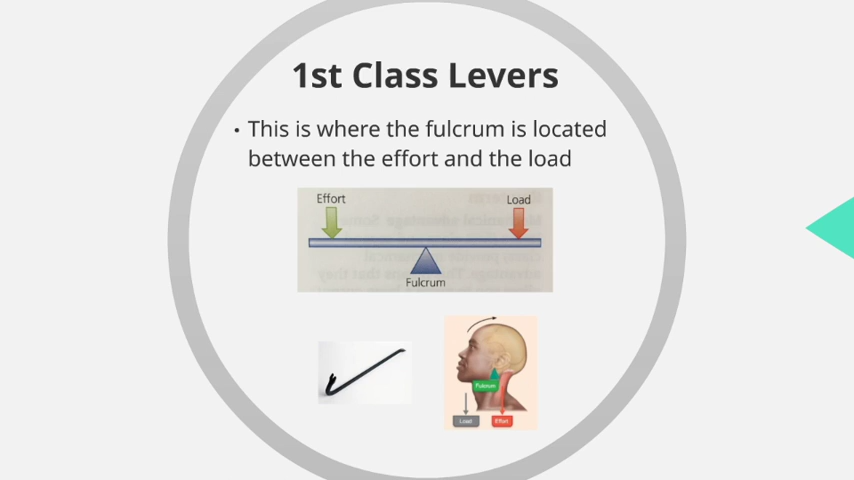 1st Class Levers
• This is where the fulcrum is located
between the effort and the load
Effort
Load
Fulcrum
Fulcrum
Load
Effort